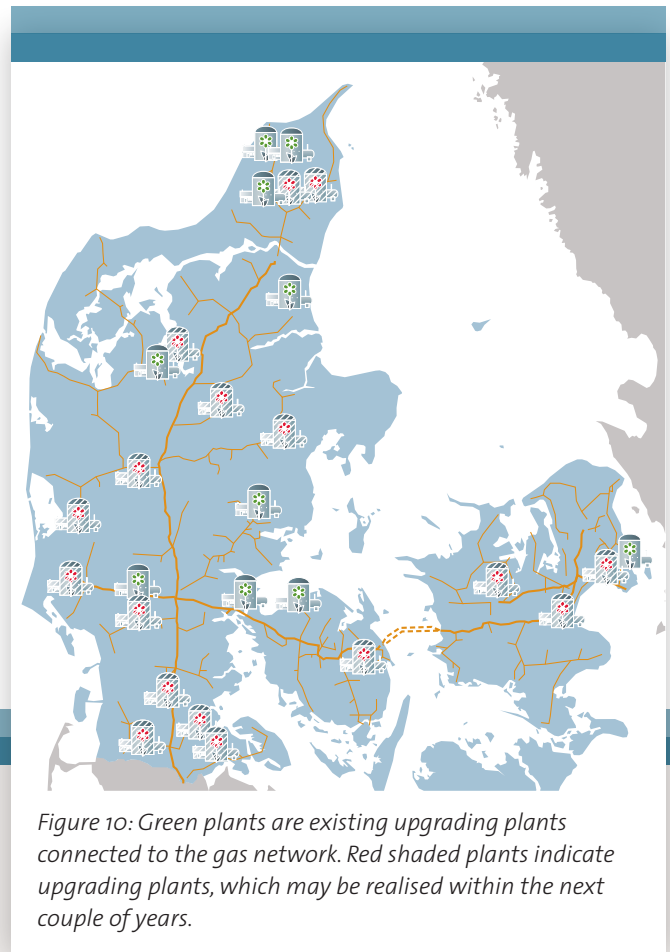 Figure 10: Green plants are existing upgrading plants
connected to the gas network. Red shaded plants indicate
upgrading plants, which may be realised within the next
couple of years.